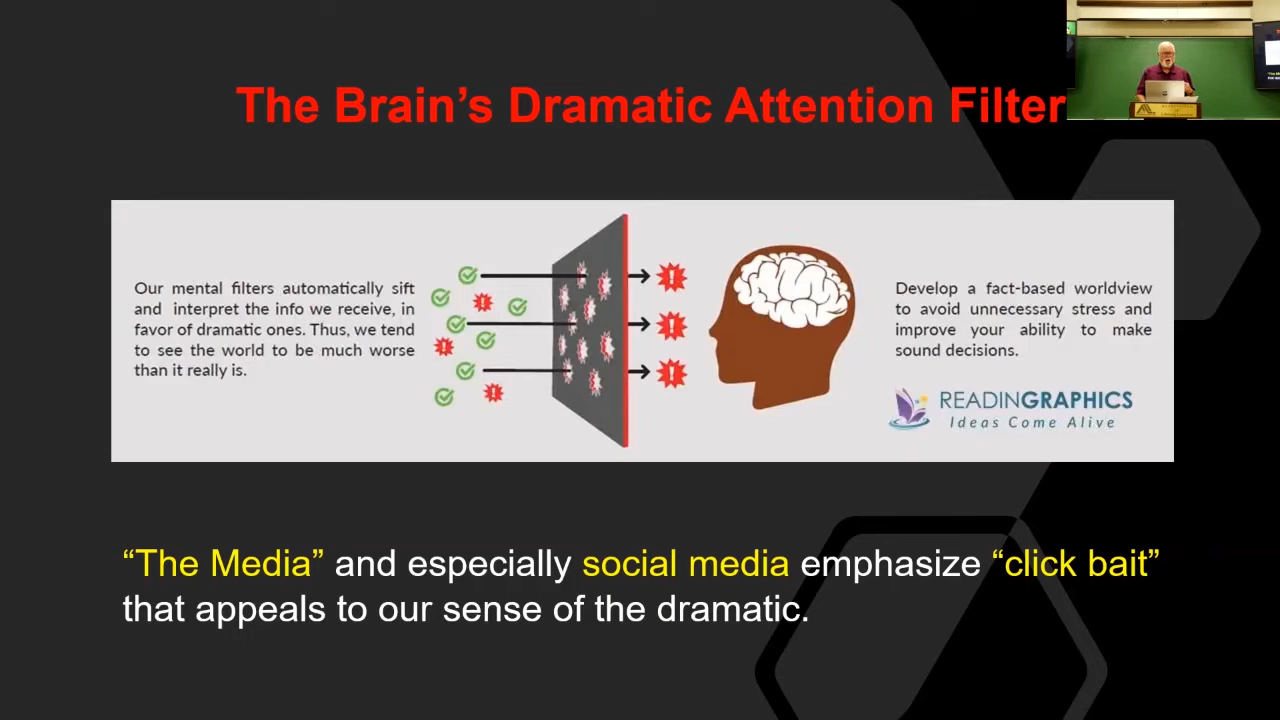 The Brain’s Dramatic Attention Filter
Our mental filters automatically sift
and interpret the info we receive, in
favor of dramatic ones. Thus, we tend
to see the world to be much worse
than it really is.
Develop a fact-based worldview
to avoid unnecessary stress and
improve your ability to make
sound decisions.
READINGRAPHICS
Ideas Come Alive
“The Media” and especially social media emphasize “click bait”
that appeals to our sense of the dramatic.